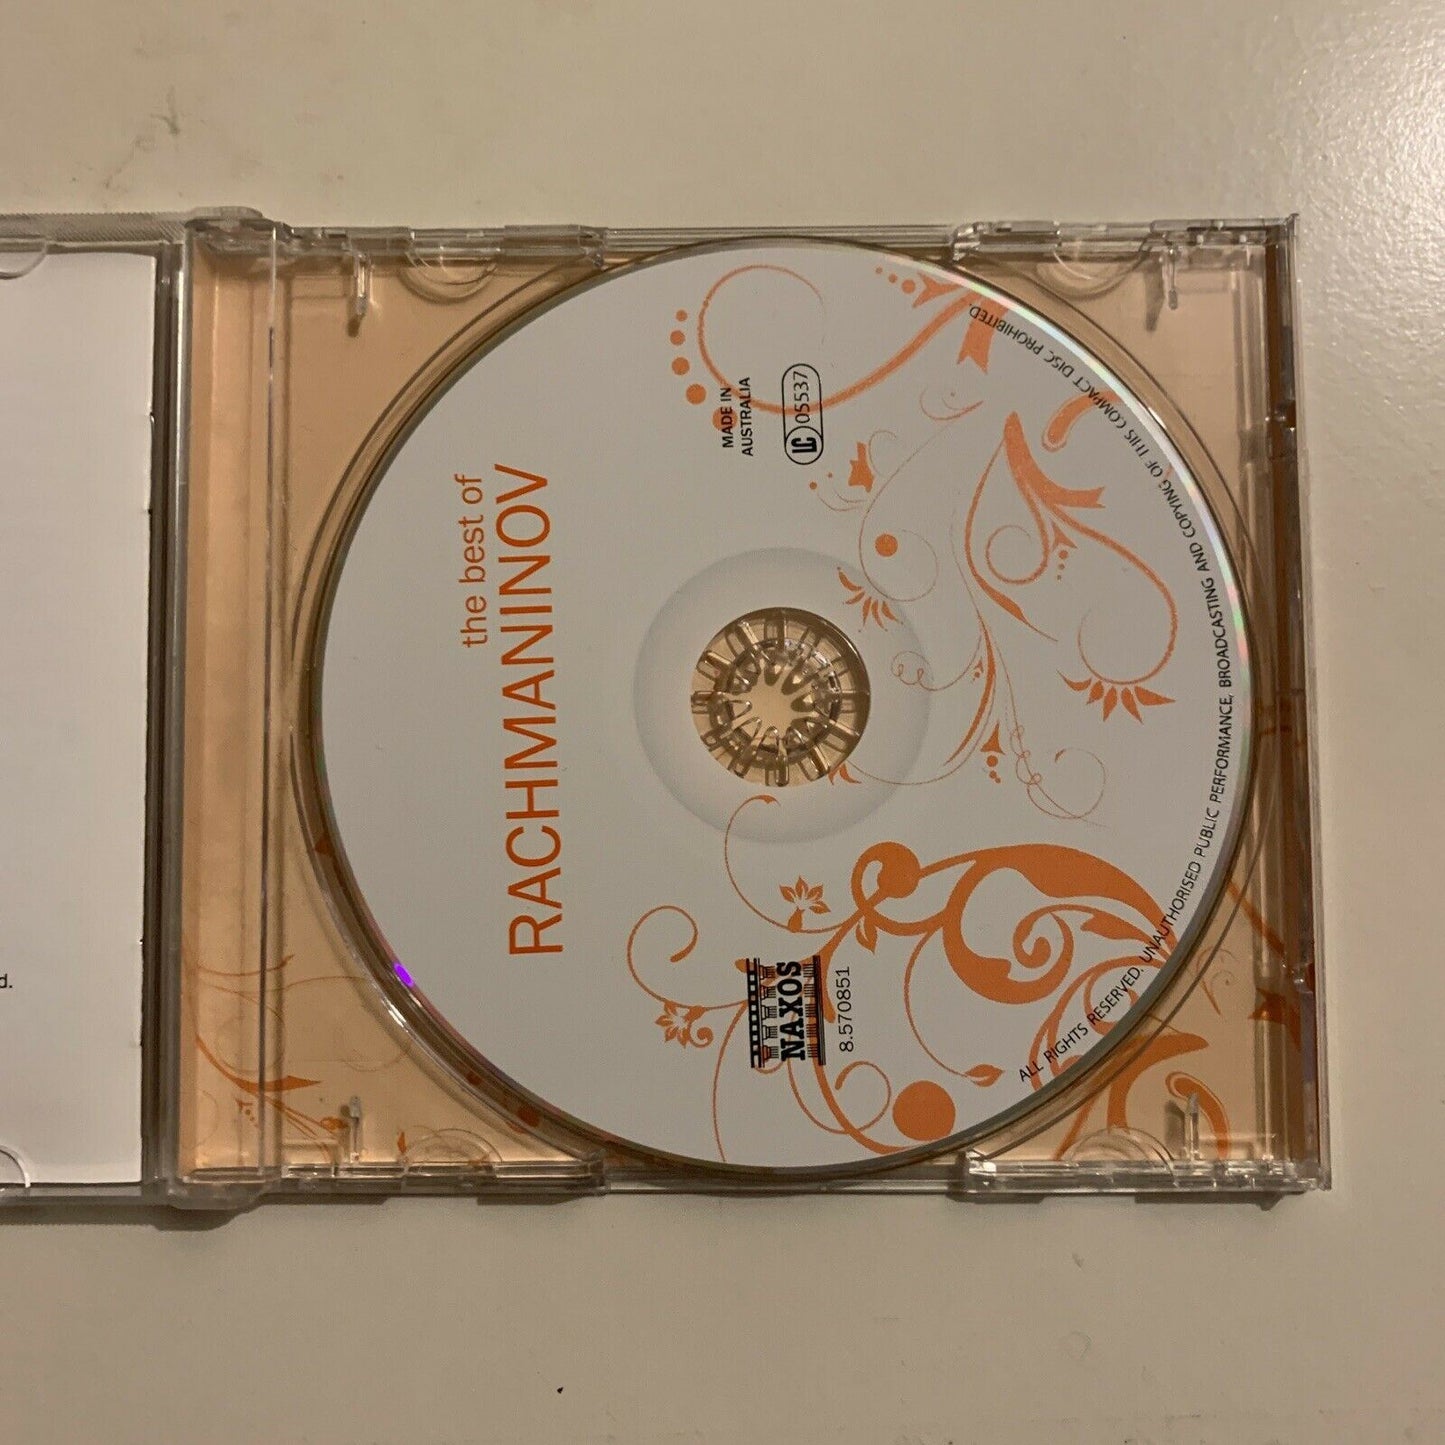 the best of
RACHMANINOV
NAXOS
8.570851
MADE IN
AUSTRALIA
LC 05537
ALL RIGHTS RESERVED. UNAUTHORISED PUBLIC PERFORMANCE, BROADCASTING AND COPYING OF THIS COMPACT DISC PROHIBITED.
d.